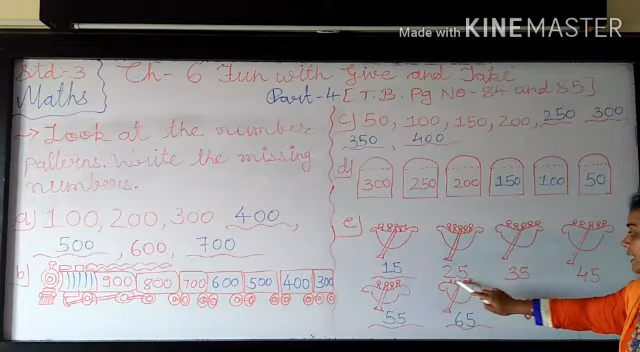 Made with KINEMASTER
Std-3
Maths
Ch-6 Fun with Give and Take
Part-4 [T.B. Pg No-84 and 85]
→ Look at the number
patterns. Write the missing
numbers.
a) 100, 200, 300 400,
500, 600, 700
b) 900 800 700 600 500 400 300
c) 50, 100, 150, 200, 250 300
350, 400
d) 300 250 200 150 100 50
e) 15 25 35 45
55 65